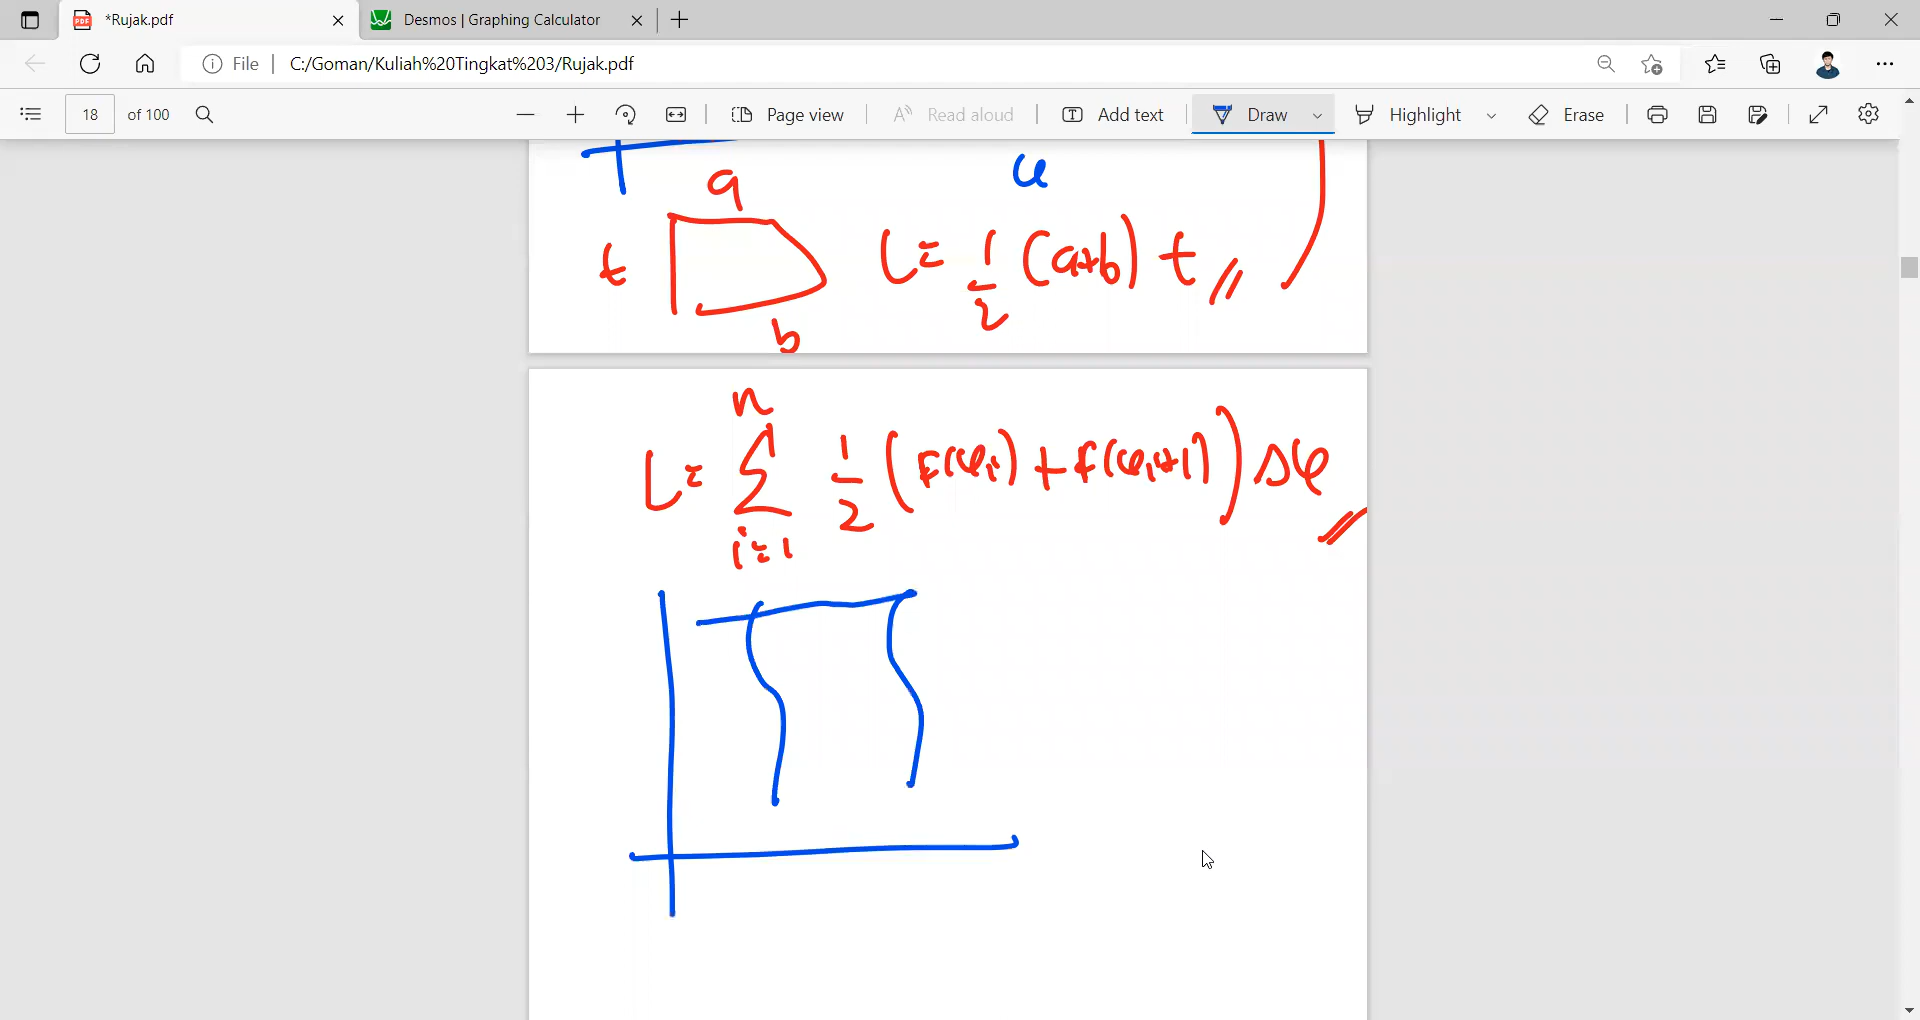 *Rujak.pdf
Desmos | Graphing Calculator
File
C:/Goman/Kuliah%20Tingkat%203/Rujak.pdf
18 of 100
Page view
Read aloud
Add text
Draw
Highlight
Erase
a
φ
t
L = 1/2 (a+b) t //
b
n
L = Σ 1/2 (f(φi) + f(φi+1)) Δφ //
i=1